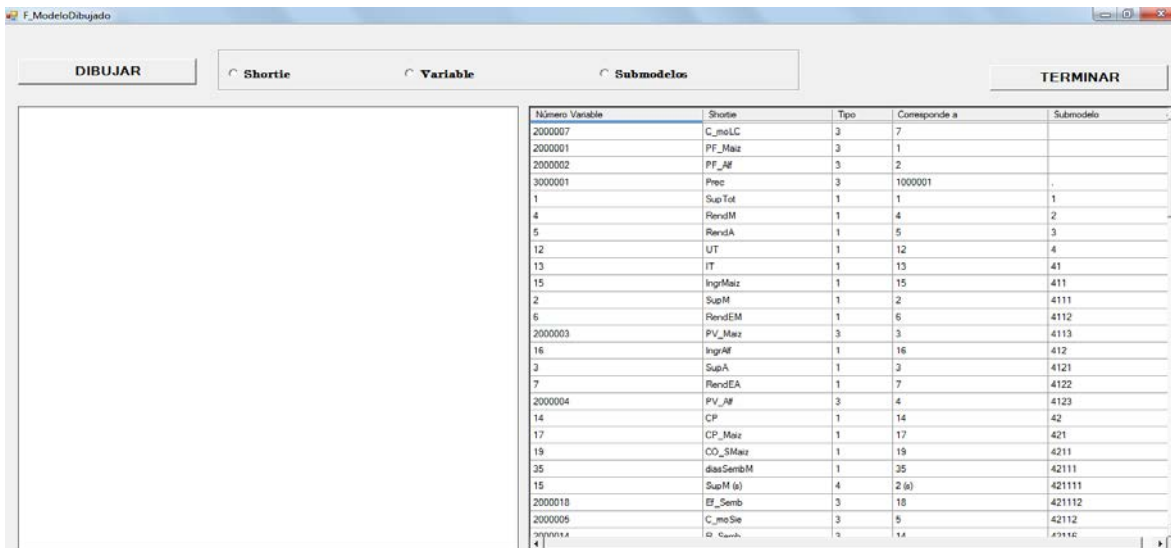 F_ModeloDibujado
DIBUJAR Shortie Variable Submodelos TERMINAR
Número Variable Shortie Tipo Corresponde a Submodelo
2000007 C_moLC 3 7
2000001 PF_Maiz 3 1
2000002 PF_Alf 3 2
3000001 Prec 3 1000001 .
1 SupTot 1 1 1
4 RendM 1 4 2
5 RendA 1 5 3
12 UT 1 12 4
13 IT 1 13 41
15 IngrMaiz 1 15 411
2 SupM 1 2 4111
6 RendEM 1 6 4112
2000003 PV_Maiz 3 3 4113
16 IngrAlf 1 16 412
3 SupA 1 3 4121
7 RendEA 1 7 4122
2000004 PV_Alf 3 4 4123
14 CP 1 14 42
17 CP_Maiz 1 17 421
19 CO_SMaiz 1 19 4211
35 diasSembM 1 35 42111
15 SupM (s) 4 2 (s) 421111
2000018 Ef_Semb 3 18 421112
2000005 C_moSie 3 5 42112
2000014 R_Semb 3 14 42116